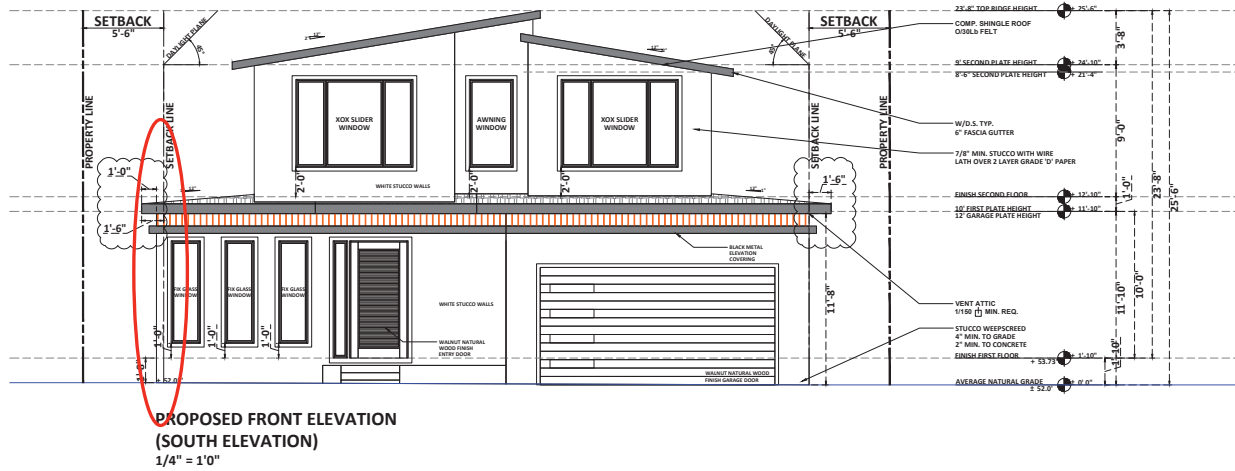 SETBACK
5'-6"
DAYLIGHT PLANE
45°
SETBACK
5'-6"
DAYLIGHT PLANE
45°
23'-8" TOP RIDGE HEIGHT
+ 25'-6"
COMP. SHINGLE ROOF
O/30Lb FELT
3'-8"
9' SECOND PLATE HEIGHT
+ 24'-10"
8'-6" SECOND PLATE HEIGHT
+ 21'-4"
12"
12"
PROPERTY LINE
SETBACK LINE
XOX SLIDER
WINDOW
AWNING
WINDOW
XOX SLIDER
WINDOW
SETBACK LINE
PROPERTY LINE
W/D.S. TYP.
6" FASCIA GUTTER
9'-0"
7/8" MIN. STUCCO WITH WIRE
LATH OVER 2 LAYER GRADE 'D' PAPER
1'-0"
2'-0"
WHITE STUCCO WALLS
2'-0"
2'-0"
12"
12"
1'-6"
FINISH SECOND FLOOR
+ 12'-10"
1'-0"
23'-8"
25'-6"
10' FIRST PLATE HEIGHT
12' GARAGE PLATE HEIGHT
+ 11'-10"
1'-6"
BLACK METAL
ELEVATION
COVERING
FIX GLASS
WINDOW
FIX GLASS
WINDOW
FIX GLASS
WINDOW
WHITE STUCCO WALLS
11'-8"
VENT ATTIC
1/150 MIN. REQ.
11'-10"
10'-0"
STUCCO WEEPSCREED
4" MIN. TO GRADE
2" MIN. TO CONCRETE
1'-0"
1'-0"
1'-0"
WALNUT NATURAL
WOOD FINISH
ENTRY DOOR
FINISH FIRST FLOOR
+ 53.73'
+ 1'-10"
1'-10"
WALNUT NATURAL WOOD
FINISH GARAGE DOOR
AVERAGE NATURAL GRADE
± 52.0'
+ 0' 0"
PROPOSED FRONT ELEVATION
(SOUTH ELEVATION)
1/4" = 1'0"